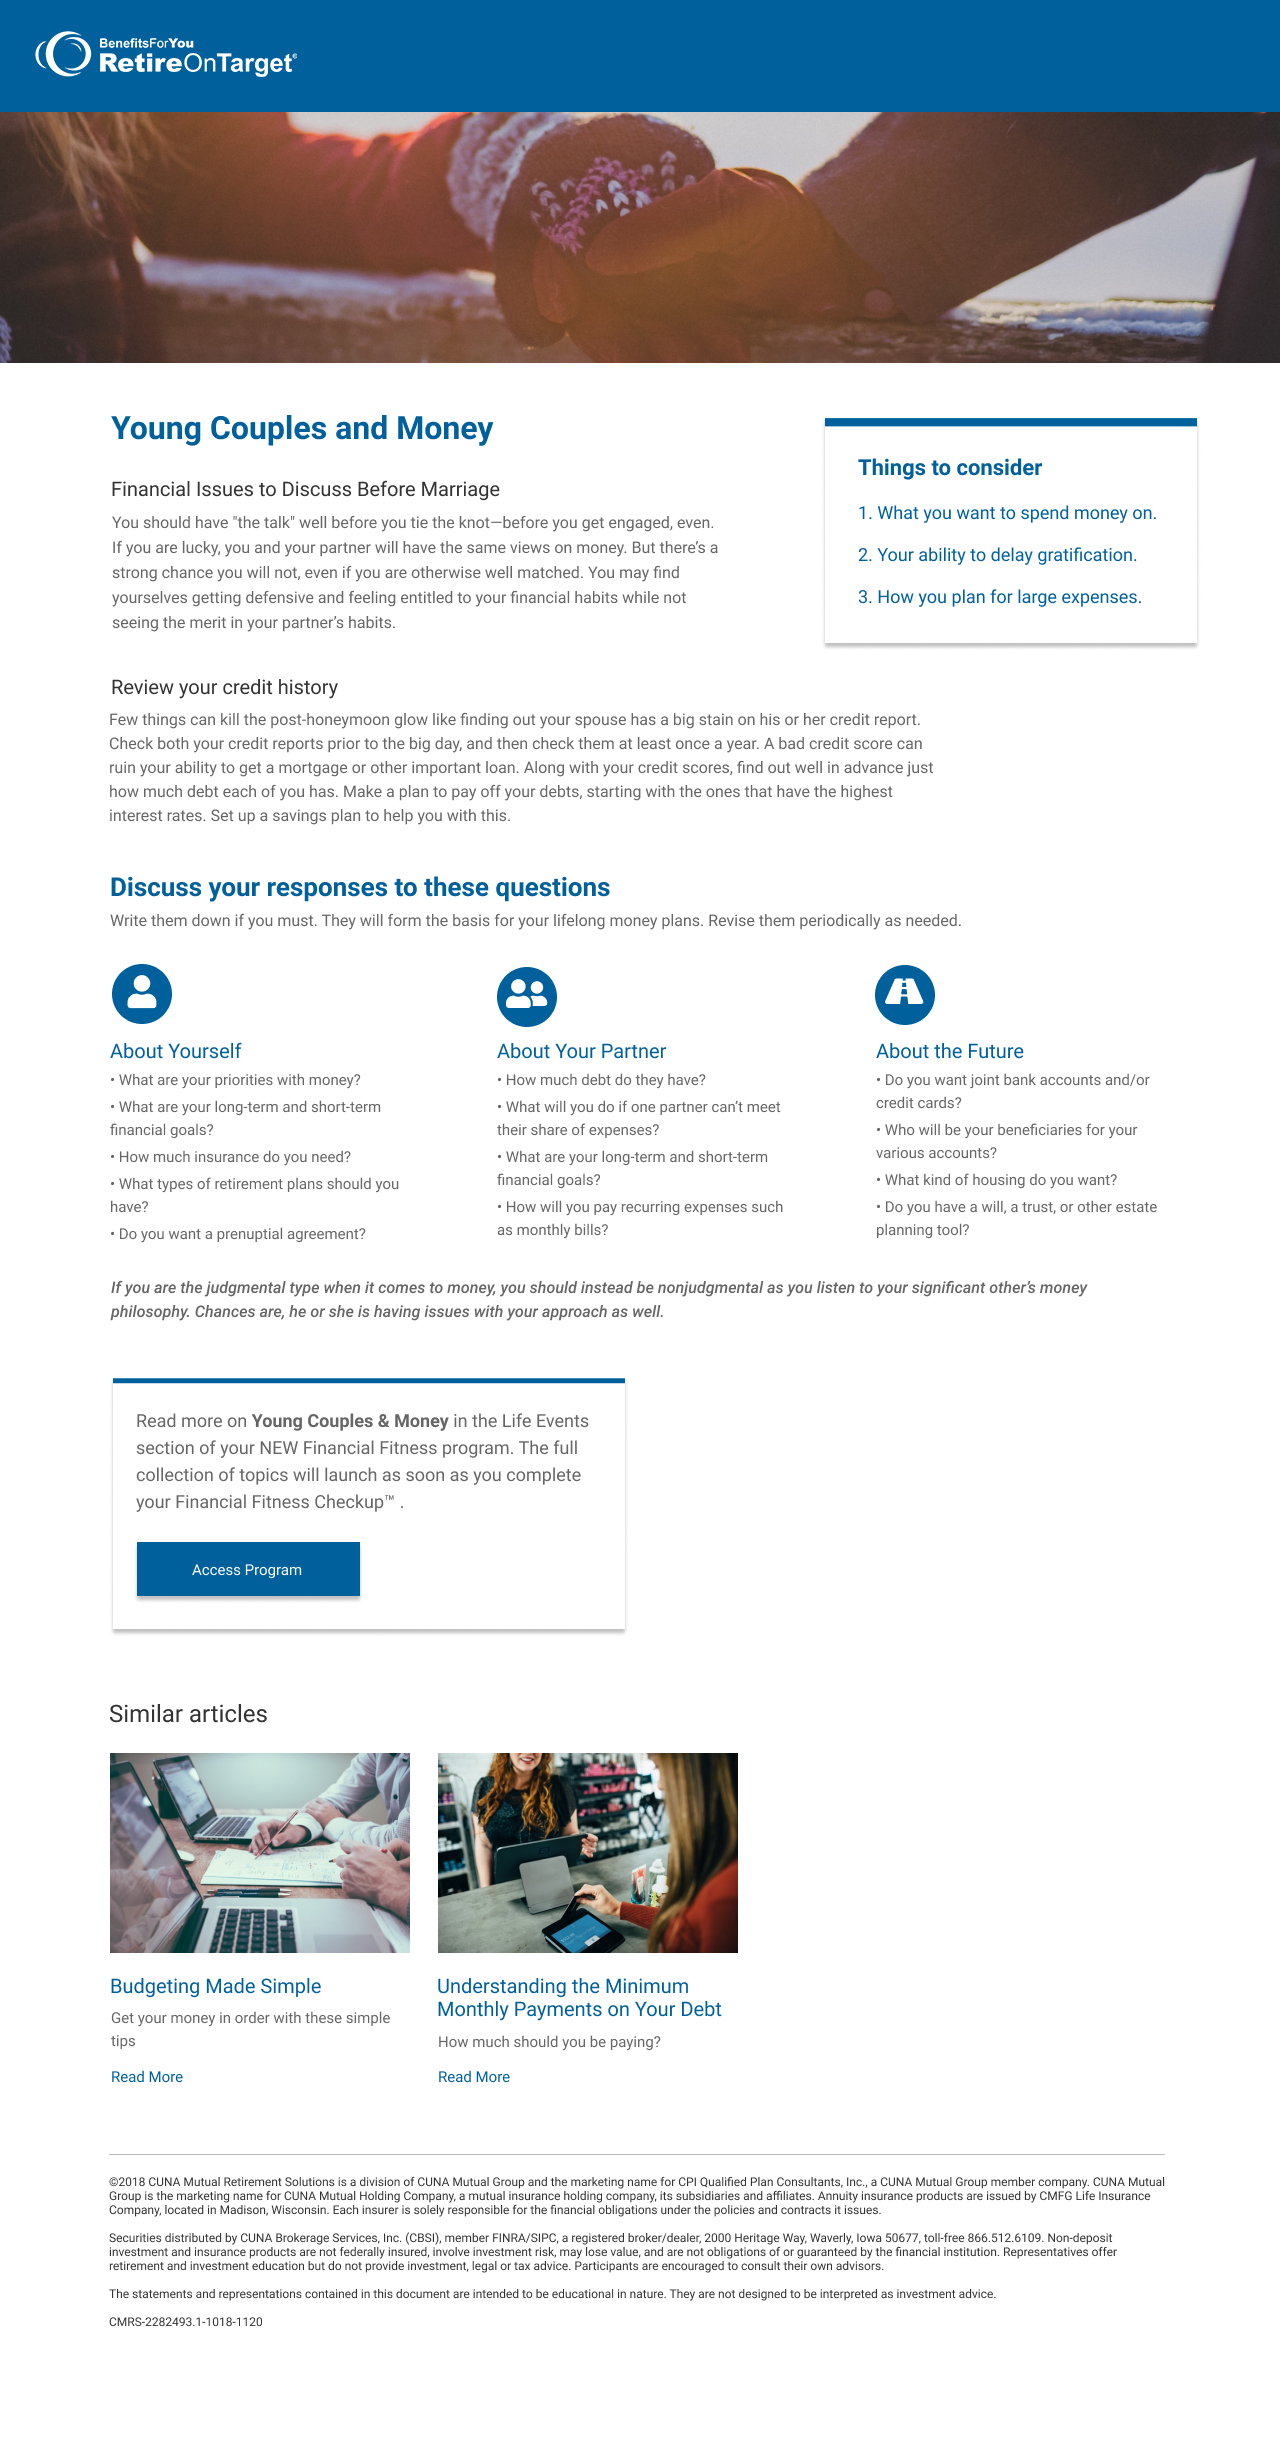 BenefitsForYou
RetireOnTarget®
Young Couples and Money
Financial Issues to Discuss Before Marriage
You should have "the talk" well before you tie the knot—before you get engaged, even.
If you are lucky, you and your partner will have the same views on money. But there’s a
strong chance you will not, even if you are otherwise well matched. You may find
yourselves getting defensive and feeling entitled to your financial habits while not
seeing the merit in your partner’s habits.
Things to consider
1. What you want to spend money on.
2. Your ability to delay gratification.
3. How you plan for large expenses.
Review your credit history
Few things can kill the post-honeymoon glow like finding out your spouse has a big stain on his or her credit report.
Check both your credit reports prior to the big day, and then check them at least once a year. A bad credit score can
ruin your ability to get a mortgage or other important loan. Along with your credit scores, find out well in advance just
how much debt each of you has. Make a plan to pay off your debts, starting with the ones that have the highest
interest rates. Set up a savings plan to help you with this.
Discuss your responses to these questions
Write them down if you must. They will form the basis for your lifelong money plans. Revise them periodically as needed.
About Yourself
• What are your priorities with money?
• What are your long-term and short-term
financial goals?
• How much insurance do you need?
• What types of retirement plans should you
have?
• Do you want a prenuptial agreement?
About Your Partner
• How much debt do they have?
• What will you do if one partner can’t meet
their share of expenses?
• What are your long-term and short-term
financial goals?
• How will you pay recurring expenses such
as monthly bills?
About the Future
• Do you want joint bank accounts and/or
credit cards?
• Who will be your beneficiaries for your
various accounts?
• What kind of housing do you want?
• Do you have a will, a trust, or other estate
planning tool?
If you are the judgmental type when it comes to money, you should instead be nonjudgmental as you listen to your significant other’s money
philosophy. Chances are, he or she is having issues with your approach as well.
Read more on Young Couples & Money in the Life Events
section of your NEW Financial Fitness program. The full
collection of topics will launch as soon as you complete
your Financial Fitness Checkup™ .
Access Program
Similar articles
Budgeting Made Simple
Get your money in order with these simple
tips
Read More
Understanding the Minimum
Monthly Payments on Your Debt
How much should you be paying?
Read More
©2018 CUNA Mutual Retirement Solutions is a division of CUNA Mutual Group and the marketing name for CPI Qualified Plan Consultants, Inc., a CUNA Mutual Group member company. CUNA Mutual
Group is the marketing name for CUNA Mutual Holding Company, a mutual insurance holding company, its subsidiaries and affiliates. Annuity insurance products are issued by CMFG Life Insurance
Company, located in Madison, Wisconsin. Each insurer is solely responsible for the financial obligations under the policies and contracts it issues.
Securities distributed by CUNA Brokerage Services, Inc. (CBSI), member FINRA/SIPC, a registered broker/dealer, 2000 Heritage Way, Waverly, Iowa 50677, toll-free 866.512.6109. Non-deposit
investment and insurance products are not federally insured, involve investment risk, may lose value, and are not obligations of or guaranteed by the financial institution. Representatives offer
retirement and investment education but do not provide investment, legal or tax advice. Participants are encouraged to consult their own advisors.
The statements and representations contained in this document are intended to be educational in nature. They are not designed to be interpreted as investment advice.
CMRS-2282493.1-1018-1120